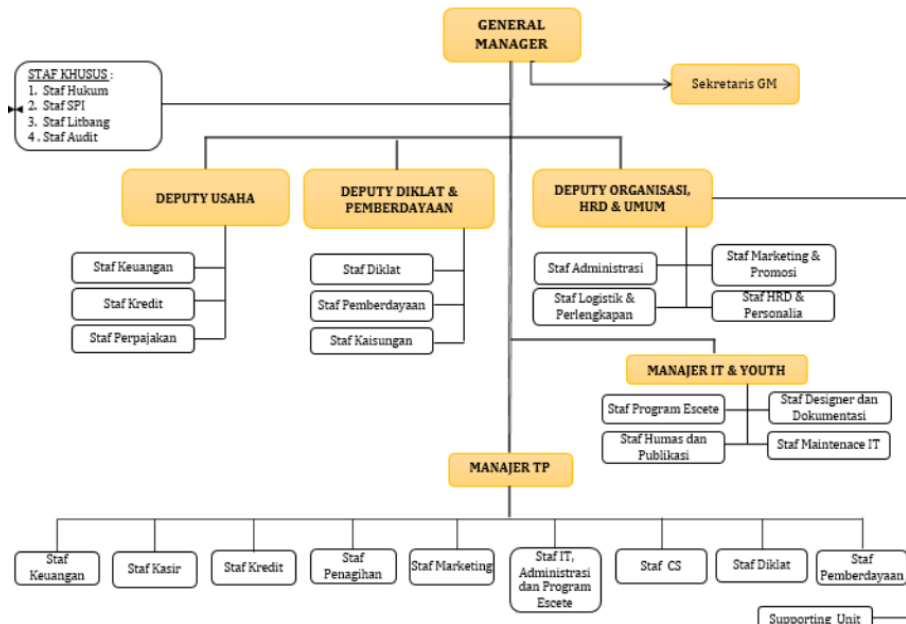 GENERAL
MANAGER
STAF KHUSUS :
1. Staf Hukum
2. Staf SPI
3. Staf Litbang
4 . Staf Audit
Sekretaris GM
DEPUTY USAHA
DEPUTY DIKLAT &
PEMBERDAYAAN
DEPUTY ORGANISASI,
HRD & UMUM
Staf Keuangan
Staf Kredit
Staf Perpajakan
Staf Diklat
Staf Pemberdayaan
Staf Kaisungan
Staf Administrasi
Staf Marketing &
Promosi
Staf Logistik &
Perlengkapan
Staf HRD &
Personalia
MANAJER IT & YOUTH
Staf Program Escete
Staf Designer dan
Dokumentasi
Staf Humas dan
Publikasi
Staf Maintenace IT
MANAJER TP
Staf
Keuangan
Staf Kasir
Staf Kredit
Staf
Penagihan
Staf Marketing
Staf IT,
Administrasi
dan Program
Escete
Staf CS
Staf Diklat
Staf
Pemberdayaan
Supporting Unit